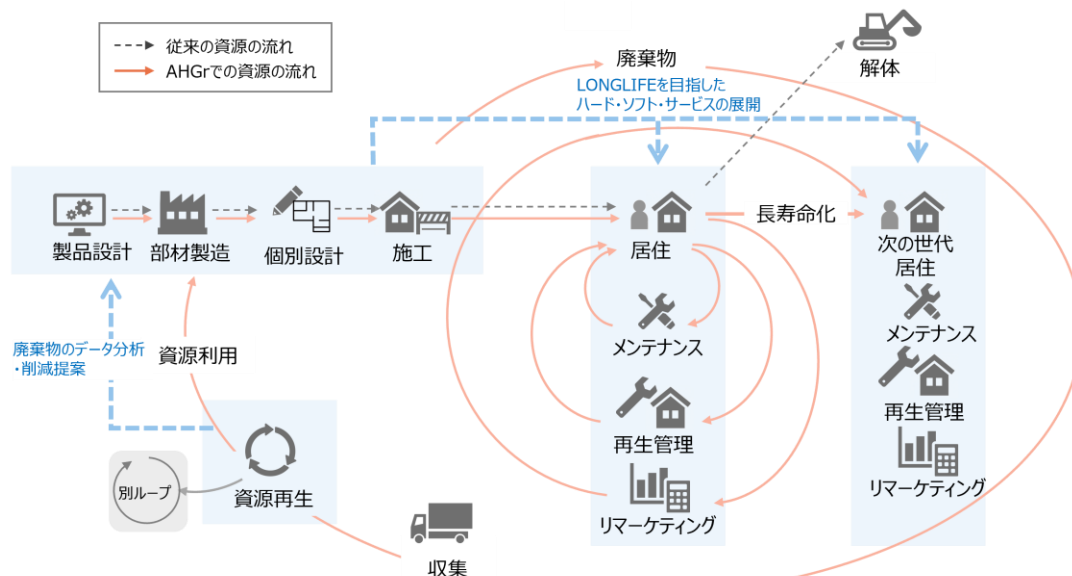 従来の資源の流れ
AHGrでの資源の流れ
廃棄物
LONGLIFEを目指した
ハード・ソフト・サービスの展開
解体
製品設計
部材製造
個別設計
施工
居住
長寿命化
次の世代
居住
メンテナンス
メンテナンス
再生管理
再生管理
リマーケティング
リマーケティング
廃棄物のデータ分析
・削減提案
資源利用
別ループ
資源再生
収集